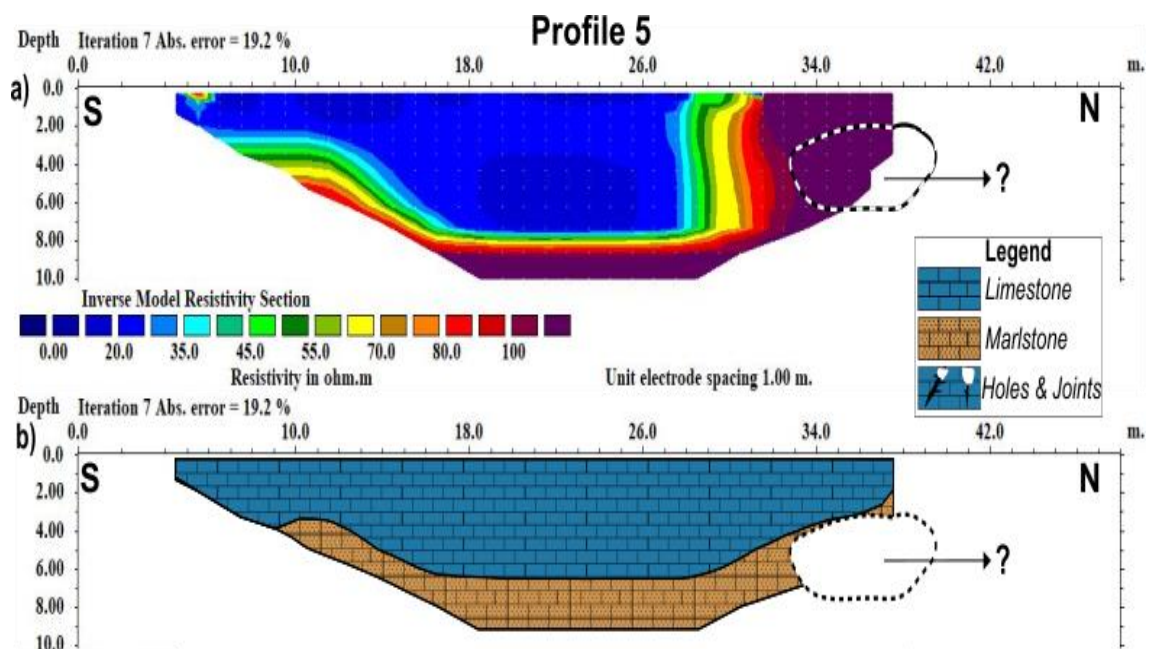 Profile 5
Depth Iteration 7 Abs. error = 19.2 %
0.0 10.0 18.0 26.0 34.0 42.0 m.
a)
S
N
0.0
2.00
4.00
6.00
8.00
10.0
?
Inverse Model Resistivity Section
0.00 20.0 35.0 45.0 55.0 70.0 80.0 100
Resistivity in ohm.m
Unit electrode spacing 1.00 m.
Legend
Limestone
Marlstone
Holes & Joints
Depth Iteration 7 Abs. error = 19.2 %
0.0 10.0 18.0 26.0 34.0 42.0 m.
b)
S
N
0.0
2.00
4.00
6.00
8.00
10.0
?